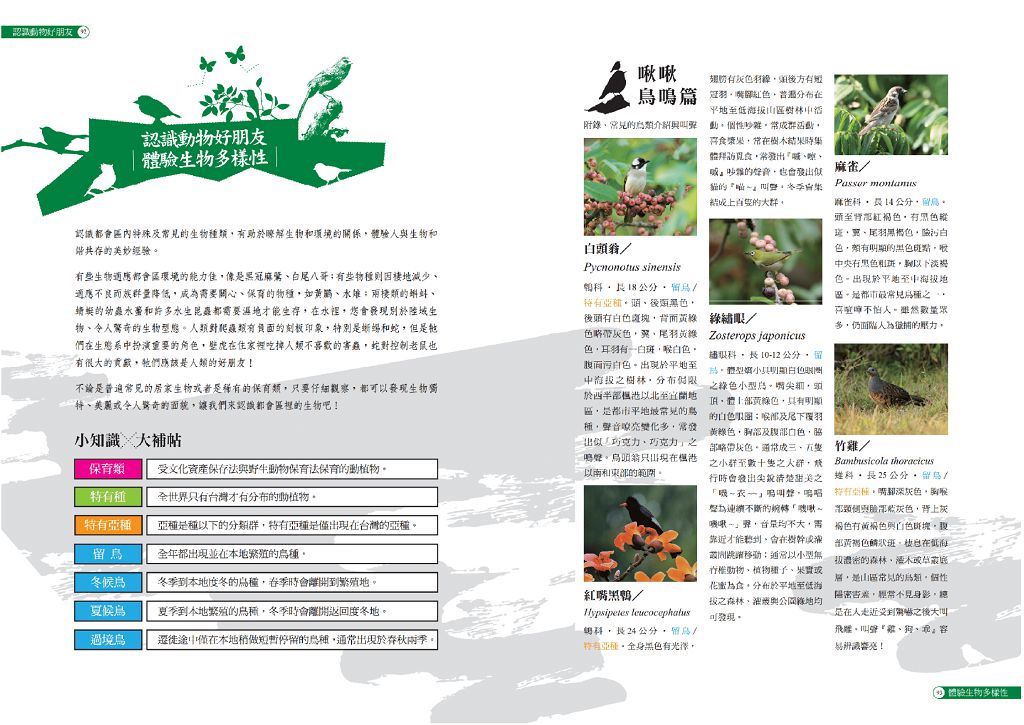 認識動物好朋友 92
認識動物好朋友
體驗生物多樣性
認識都會區內特殊及常見的生物種類，有助於瞭解生物和環境的關係，體驗人與生物和
諧共存的美妙經驗。
有些生物適應都會區環境的能力佳，像是黑冠麻鷺、白尾八哥；有些物種則因棲地減少、
適應不良而族群量降低，成為需要關心、保育的物種，如黃鸝、水雉；兩棲類的蝌蚪、
蜻蜓的幼蟲水蠆和許多水生昆蟲都需要濕地才能生存，在水裡，您會發現別於陸域生
物、令人驚奇的生物型態。人類對爬蟲類有負面的刻板印象，特別是蜥蜴和蛇，但是牠
們在生態系中扮演重要的角色，壁虎在住家裡吃掉人類不喜歡的害蟲，蛇對控制老鼠也
有很大的貢獻，牠們應該是人類的好朋友！
不論是普遍常見的居家生物或者是稀有的保育類，只要仔細觀察，都可以發現生物獨
特、美麗或令人驚奇的面貌，讓我們來認識都會區裡的生物吧！
小知識 大補帖
保育類 受文化資產保存法與野生動物保育法保育的動植物。
特有種 全世界只有台灣才有分布的動植物。
特有亞種 亞種是種以下的分類群，特有亞種是僅出現在台灣的亞種。
留 鳥 全年都出現並在本地繁殖的鳥種。
冬候鳥 冬季到本地度冬的鳥種，春季時會離開到繁殖地。
夏候鳥 夏季到本地繁殖的鳥種，冬季時會離開返回度冬地。
過境鳥 遷徙途中僅在本地稍做短暫停留的鳥種，通常出現於春秋兩季。
啾啾
鳥鳴篇
附錄、常見的鳥類介紹與叫聲
白頭翁／
Pycnonotus sinensis
鵯科，長 18 公分，留鳥 /
特有亞種。頭、後頸黑色，
後頭有白色斑塊，背面黃綠
色略帶灰色，翼、尾羽黃綠
色，耳羽有一白斑，喉白色，
腹面污白色。出現於平地至
中海拔之樹林，分布侷限
於西半部楓港以北至宜蘭地
區，是都市平地最常見的鳥
種，聲音嘹亮變化多，常發
出似「巧克力、巧克力」之
鳴聲。烏頭翁只出現在楓港
以南和東部的範圍。
紅嘴黑鵯／
Hypsipetes leucocephalus
鵯科，長 24 公分，留鳥 /
特有亞種。全身黑色有光澤，
翅膀有灰色羽緣，頭後方有短
冠羽，嘴腳紅色，普遍分布在
平地至低海拔山區樹林中活
動，個性吵雜，常成群活動，
喜食漿果，常在樹木結果時集
體拜訪覓食，常發出
吵雜的聲音，也會發出似
貓的『喵~』叫聲。冬季會集
結成上百隻的大群。
綠繡眼／
Zosterops japonicus
繡眼科，長 10-12 公分，留
鳥。體型嬌小具明顯白色眼圈
之綠色小型鳥。嘴尖細，頭
頂、體上部黃綠色，具有明顯
的白色眼圈；喉部及尾下覆羽
黃綠色，胸部及腹部白色，脇
部略帶灰色。通常成三、五隻
之小群至數十隻之大群，飛
行時會發出尖銳清楚甜美之
鳴叫聲，鳴唱
聲為連續不斷的婉轉
聲，音量均不大，需
靠近才能聽到，會在樹幹或灌
叢間跳躍移動；通常以小型無
脊椎動物、植物種子、果實或
花蜜為食。分布於平地至低海
拔之森林、灌叢與公園綠地均
可發現。
麻雀／
Passer montanus
麻雀科，長 14 公分，留鳥。
頭至背部紅褐色，有黑色縱
斑，翼、尾羽黑褐色，臉污白
色，頰有明顯的黑色斑點，喉
中央有黑色粗斑，胸以下淡褐
色。出現於平地至中海拔地
區。是都市最常見鳥種之一，
喜喧嘩不怕人。雖然數量眾
多，仍面臨人為獵捕的壓力。
竹雞／
Bambusicola thoracicus
雉科，長 25 公分，留鳥 /
特有亞種。嘴腳深灰色，胸喉
部頸側與臉部藍灰色，背上灰
褐色有黃褐色與白色斑塊，腹
部黃褐色鱗狀斑。棲息在低海
拔濃密的森林、灌木或草叢底
層，是山區常見的鳥類。個性
隱密害羞，經常不見身影，總
是在人走近受到驚嚇之後大叫
飛離。叫聲『雞、狗、乖』容
易辨識響亮！
93 體驗生物多樣性